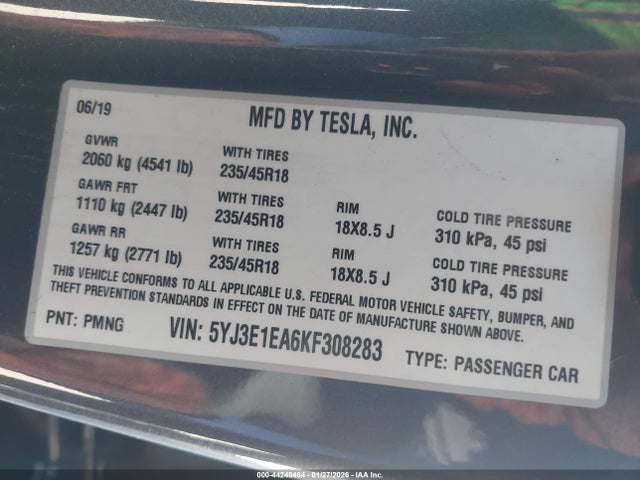 06/19
MFD BY TESLA, INC.
GVWR
2060 kg (4541 lb)
WITH TIRES
235/45R18
GAWR FRT
1110 kg (2447 lb)
WITH TIRES
235/45R18
RIM
18X8.5 J
COLD TIRE PRESSURE
310 kPa, 45 psi
GAWR RR
1257 kg (2771 lb)
WITH TIRES
235/45R18
RIM
18X8.5 J
COLD TIRE PRESSURE
310 kPa, 45 psi
THIS VEHICLE CONFORMS TO ALL APPLICABLE U.S. FEDERAL MOTOR VEHICLE SAFETY, BUMPER, AND
THEFT PREVENTION STANDARDS IN EFFECT ON THE DATE OF MANUFACTURE SHOWN ABOVE.
PNT: PMNG
VIN: 5YJ3E1EA6KF308283
TYPE: PASSENGER CAR
000-44248464 - 01/27/2026 - IAA Inc.